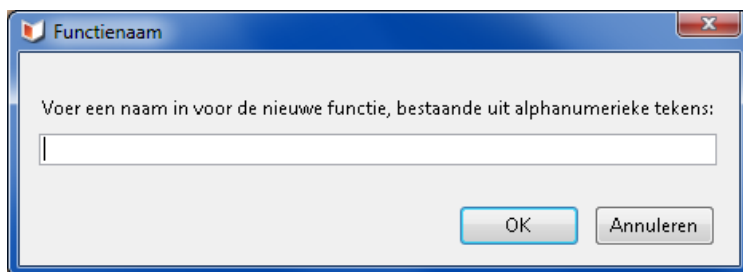 Functienaam
Voer een naam in voor de nieuwe functie, bestaande uit alphanumerieke tekens:
OK
Annuleren